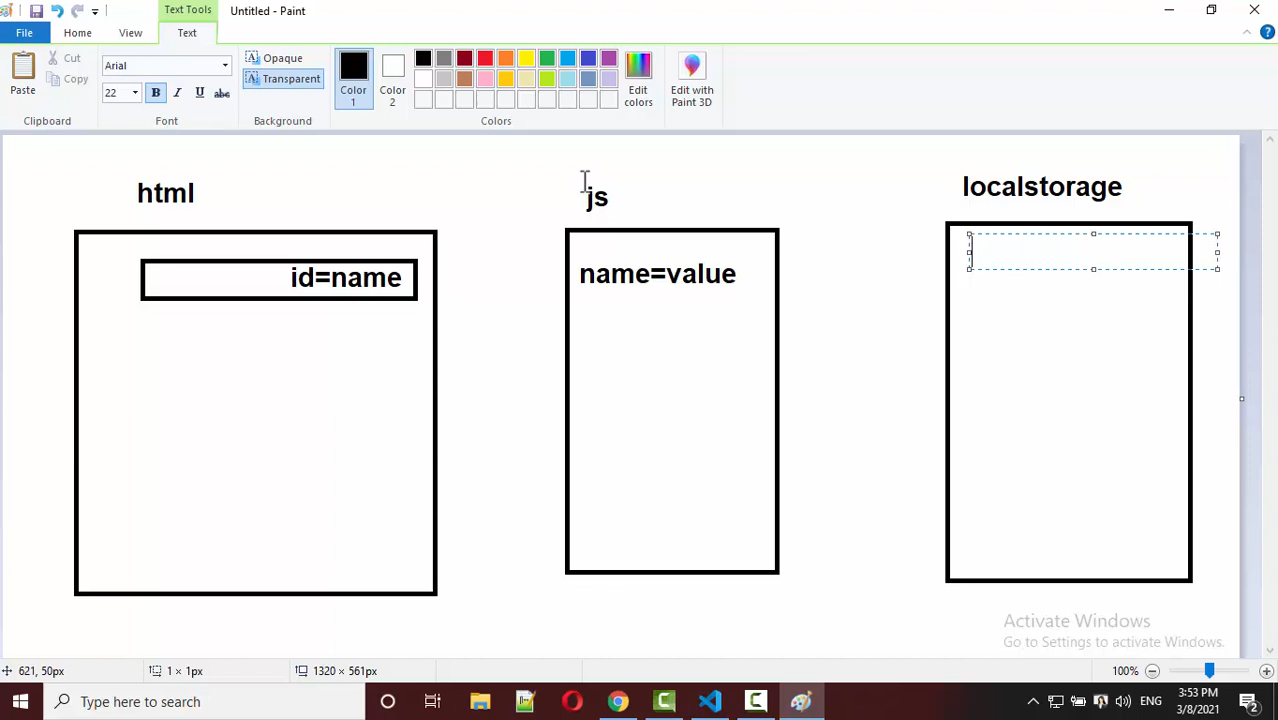 Text Tools
Untitled - Paint
File
Home
View
Text
Paste
Cut
Copy
Clipboard
Arial
22
B
I
U
abc
Font
Opaque
Transparent
Background
Color 1
Color 2
Edit colors
Edit with Paint 3D
Colors
html
js
localstorage
id=name
name=value
Activate Windows
Go to Settings to activate Windows.
621, 50px
1 × 1px
1320 × 561px
100%
Type here to search
ENG
3:53 PM
3/8/2021
2